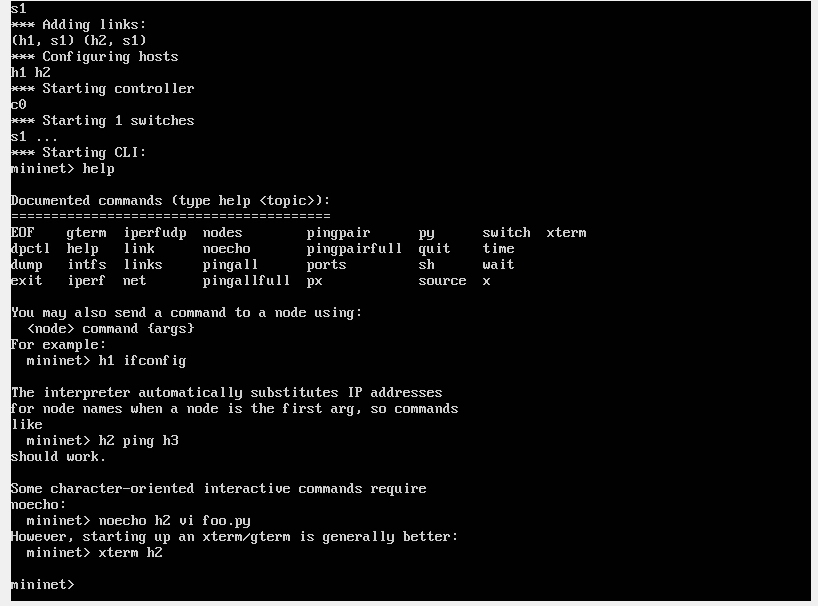 s1
*** Adding links:
(h1, s1) (h2, s1)
*** Configuring hosts
h1 h2
*** Starting controller
c0
*** Starting 1 switches
s1 ...
*** Starting CLI:
mininet> help

Documented commands (type help <topic>):
========================================
EOF    gterm  iperfudp  nodes        pingpair      py      switch  xterm
dpctl  help   link      noecho       pingpairfull  quit    time
dump   intfs  links     pingall      ports         sh      wait
exit   iperf  net       pingallfull  px            source  x

You may also send a command to a node using:
  <node> command {args}
For example:
  mininet> h1 ifconfig

The interpreter automatically substitutes IP addresses
for node names when a node is the first arg, so commands
like
  mininet> h2 ping h3
should work.

Some character-oriented interactive commands require
noecho:
  mininet> noecho h2 vi foo.py
However, starting up an xterm/gterm is generally better:
  mininet> xterm h2

mininet>